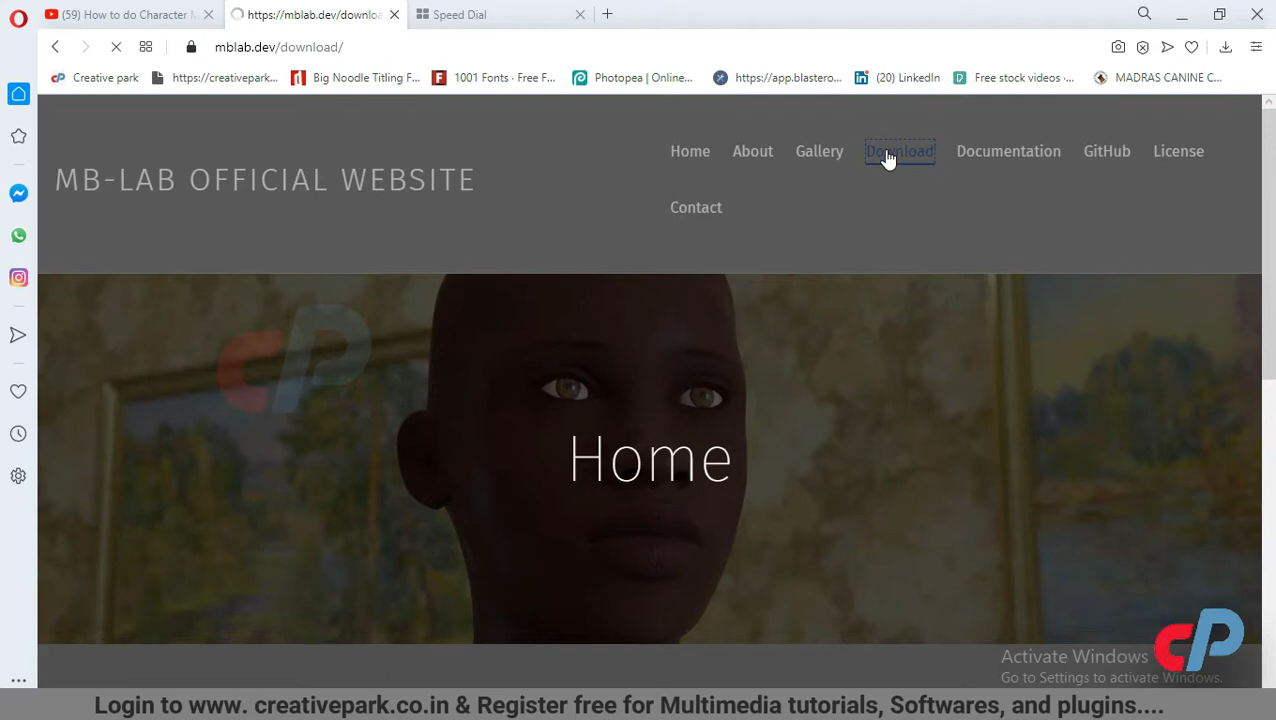 (59) How to do Character M
https://mblab.dev/downloa
Speed Dial
mblab.dev/download/
Creative park
https://creativepark...
Big Noodle Titling F...
1001 Fonts · Free F...
Photopea | Online...
https://app.blastero...
(20) LinkedIn
Free stock videos ·...
MADRAS CANINE C...
Home
About
Gallery
Download
Documentation
GitHub
License
MB-LAB OFFICIAL WEBSITE
Contact
cP
Home
cP
Activate Windows
Go to Settings to activate Windows.
Login to www. creativepark.co.in & Register free for Multimedia tutorials, Softwares, and plugins....